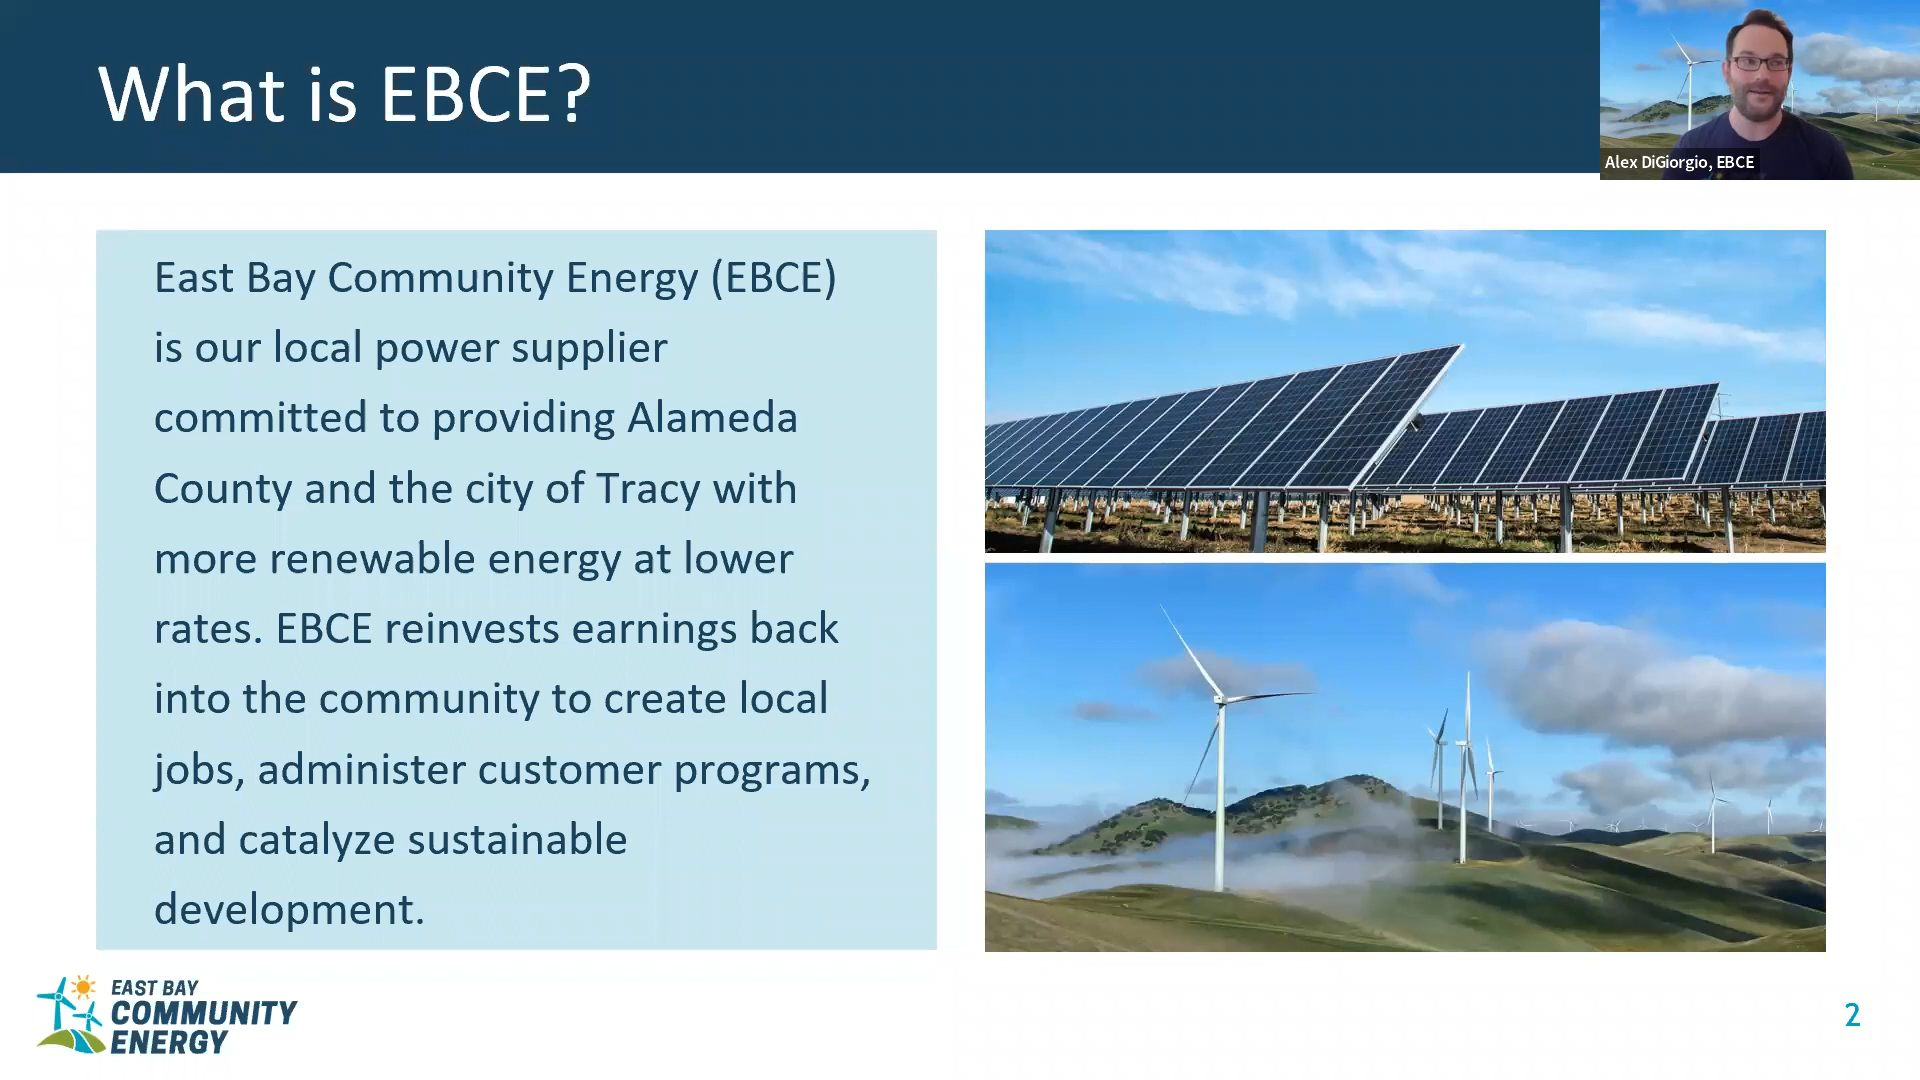 What is EBCE?
Alex DiGiorgio, EBCE
East Bay Community Energy (EBCE)
is our local power supplier
committed to providing Alameda
County and the city of Tracy with
more renewable energy at lower
rates. EBCE reinvests earnings back
into the community to create local
jobs, administer customer programs,
and catalyze sustainable
development.
EAST BAY
COMMUNITY
ENERGY
2